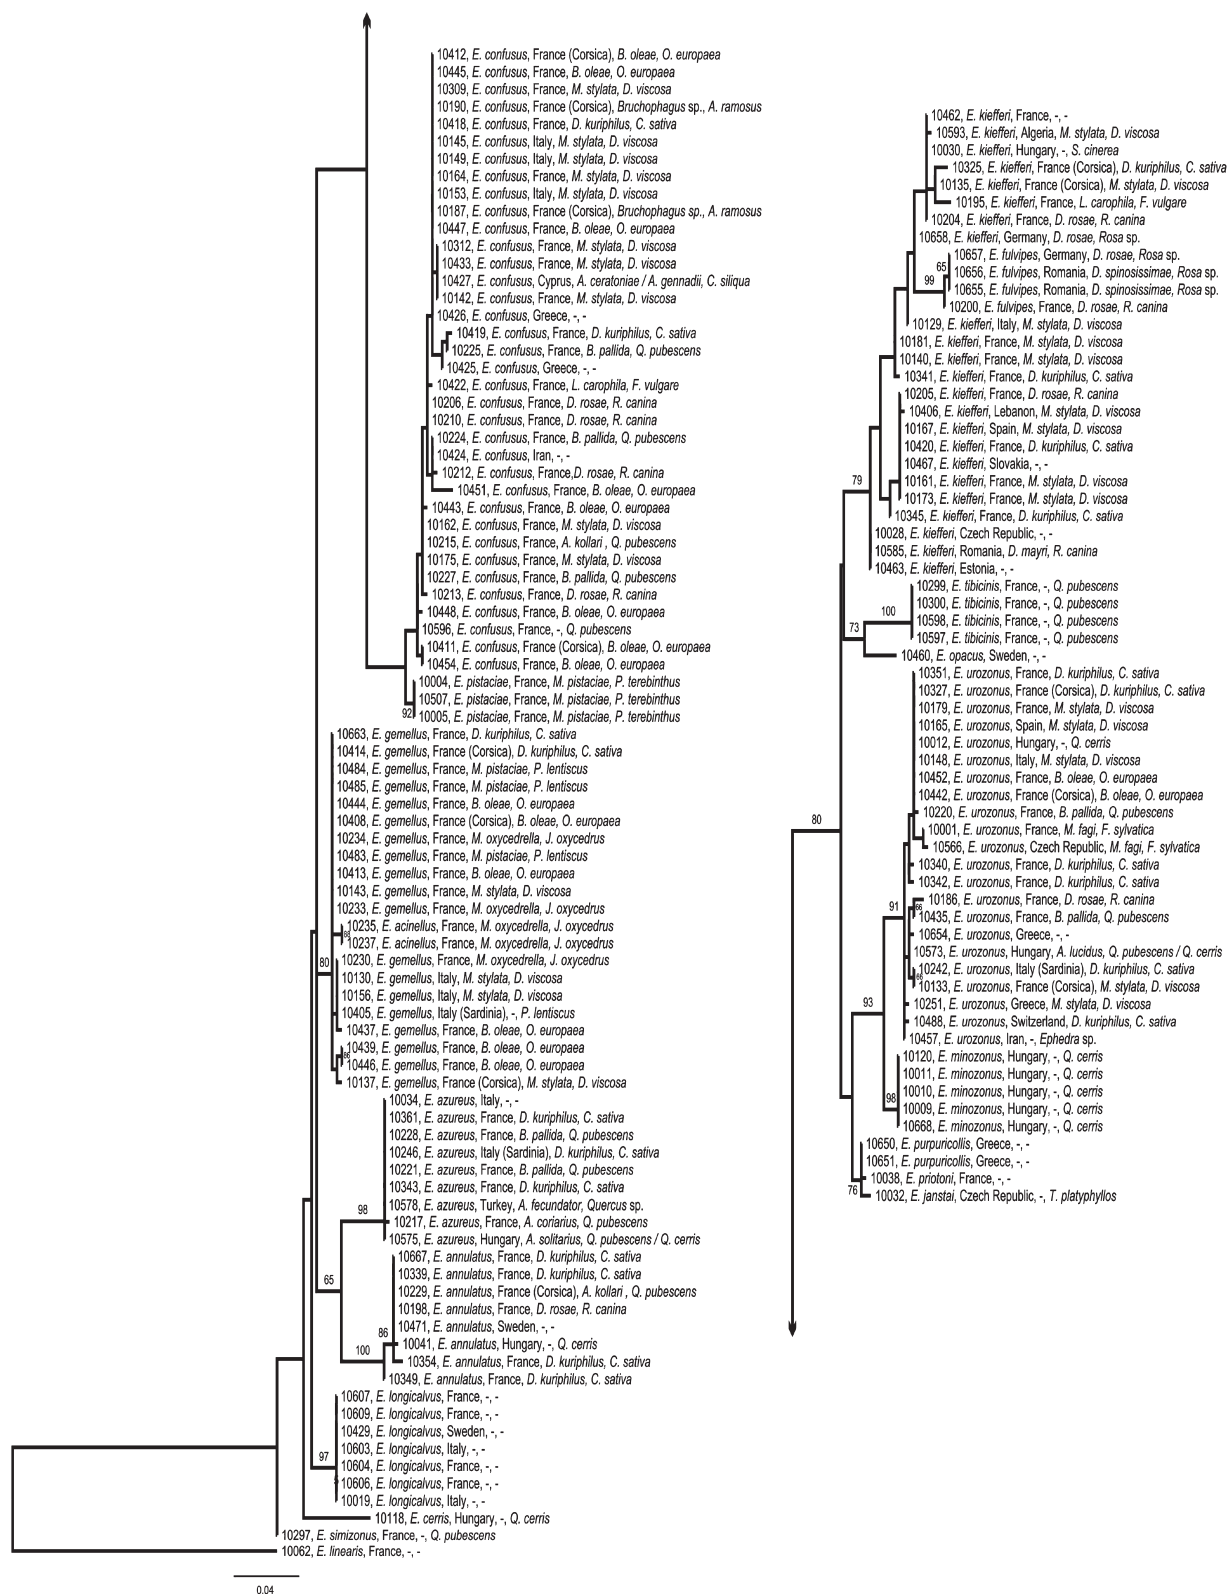 10412, E. confusus, France (Corsica), B. oleae, O. europaea
10445, E. confusus, France, B. oleae, O. europaea
10309, E. confusus, France, M. stylata, D. viscosa
10190, E. confusus, France (Corsica), Bruchophagus sp., A. ramosus
10418, E. confusus, France, D. kuriphilus, C. sativa
10145, E. confusus, Italy, M. stylata, D. viscosa
10149, E. confusus, Italy, M. stylata, D. viscosa
10164, E. confusus, France, M. stylata, D. viscosa
10153, E. confusus, Italy, M. stylata, D. viscosa
10187, E. confusus, France (Corsica), Bruchophagus sp., A. ramosus
10447, E. confusus, France, B. oleae, O. europaea
10312, E. confusus, France, M. stylata, D. viscosa
10433, E. confusus, France, M. stylata, D. viscosa
10427, E. confusus, Cyprus, A. ceratoniae / A. gennadii, C. siliqua
10142, E. confusus, France, M. stylata, D. viscosa
10426, E. confusus, Greece, -, -
10419, E. confusus, France, D. kuriphilus, C. sativa
10225, E. confusus, France, B. pallida, Q. pubescens
10425, E. confusus, Greece, -, -
10422, E. confusus, France, L. carophila, F. vulgare
10206, E. confusus, France, D. rosae, R. canina
10210, E. confusus, France, D. rosae, R. canina
10224, E. confusus, France, B. pallida, Q. pubescens
10424, E. confusus, Iran, -, -
10212, E. confusus, France,D. rosae, R. canina
10451, E. confusus, France, B. oleae, O. europaea
10443, E. confusus, France, B. oleae, O. europaea
10162, E. confusus, France, M. stylata, D. viscosa
10215, E. confusus, France, A. kollari , Q. pubescens
10175, E. confusus, France, M. stylata, D. viscosa
10227, E. confusus, France, B. pallida, Q. pubescens
10213, E. confusus, France, D. rosae, R. canina
10448, E. confusus, France, B. oleae, O. europaea
10596, E. confusus, France, -, Q. pubescens
10411, E. confusus, France (Corsica), B. oleae, O. europaea
10454, E. confusus, France, B. oleae, O. europaea
10004, E. pistaciae, France, M. pistaciae, P. terebinthus
10507, E. pistaciae, France, M. pistaciae, P. terebinthus
92
10005, E. pistaciae, France, M. pistaciae, P. terebinthus
10663, E. gemellus, France, D. kuriphilus, C. sativa
10414, E. gemellus, France (Corsica), D. kuriphilus, C. sativa
10484, E. gemellus, France, M. pistaciae, P. lentiscus
10485, E. gemellus, France, M. pistaciae, P. lentiscus
10444, E. gemellus, France, B. oleae, O. europaea
10408, E. gemellus, France (Corsica), B. oleae, O. europaea
10234, E. gemellus, France, M. oxycedrella, J. oxycedrus
10483, E. gemellus, France, M. pistaciae, P. lentiscus
10413, E. gemellus, France, B. oleae, O. europaea
10143, E. gemellus, France, M. stylata, D. viscosa
10233, E. gemellus, France, M. oxycedrella, J. oxycedrus
10235, E. acinellus, France, M. oxycedrella, J. oxycedrus
10237, E. acinellus, France, M. oxycedrella, J. oxycedrus
80
10230, E. gemellus, France, M. oxycedrella, J. oxycedrus
10130, E. gemellus, Italy, M. stylata, D. viscosa
10156, E. gemellus, Italy, M. stylata, D. viscosa
10405, E. gemellus, Italy (Sardinia), -, P. lentiscus
10437, E. gemellus, France, B. oleae, O. europaea
10439, E. gemellus, France, B. oleae, O. europaea
10446, E. gemellus, France, B. oleae, O. europaea
10137, E. gemellus, France (Corsica), M. stylata, D. viscosa
10034, E. azureus, Italy, -, -
10361, E. azureus, France, D. kuriphilus, C. sativa
10228, E. azureus, France, B. pallida, Q. pubescens
10246, E. azureus, Italy (Sardinia), D. kuriphilus, C. sativa
10221, E. azureus, France, B. pallida, Q. pubescens
10343, E. azureus, France, D. kuriphilus, C. sativa
10578, E. azureus, Turkey, A. fecundator, Quercus sp.
98
10217, E. azureus, France, A. coriarius, Q. pubescens
10575, E. azureus, Hungary, A. solitarius, Q. pubescens / Q. cerris
10667, E. annulatus, France, D. kuriphilus, C. sativa
10339, E. annulatus, France, D. kuriphilus, C. sativa
65
10229, E. annulatus, France (Corsica), A. kollari , Q. pubescens
10198, E. annulatus, France, D. rosae, R. canina
10471, E. annulatus, Sweden, -, -
86
10041, E. annulatus, Hungary, -, Q. cerris
100
10354, E. annulatus, France, D. kuriphilus, C. sativa
10349, E. annulatus, France, D. kuriphilus, C. sativa
10607, E. longicalvus, France, -, -
10609, E. longicalvus, France, -, -
10429, E. longicalvus, Sweden, -, -
10603, E. longicalvus, Italy, -, -
97
10604, E. longicalvus, France, -, -
10606, E. longicalvus, France, -, -
10019, E. longicalvus, Italy, -, -
10118, E. cerris, Hungary, -, Q. cerris
10297, E. simizonus, France, -, Q. pubescens
10062, E. linearis, France, -, -
0.04
10462, E. kiefferi, France, -, -
10593, E. kiefferi, Algeria, M. stylata, D. viscosa
10030, E. kiefferi, Hungary, -, S. cinerea
10325, E. kiefferi, France (Corsica), D. kuriphilus, C. sativa
10135, E. kiefferi, France (Corsica), M. stylata, D. viscosa
10195, E. kiefferi, France, L. carophila, F. vulgare
10204, E. kiefferi, France, D. rosae, R. canina
10658, E. kiefferi, Germany, D. rosae, Rosa sp.
10657, E. fulvipes, Germany, D. rosae, Rosa sp.
65
10656, E. fulvipes, Romania, D. spinosissimae, Rosa sp.
99
10655, E. fulvipes, Romania, D. spinosissimae, Rosa sp.
10200, E. fulvipes, France, D. rosae, R. canina
10129, E. kiefferi, Italy, M. stylata, D. viscosa
10181, E. kiefferi, France, M. stylata, D. viscosa
10140, E. kiefferi, France, M. stylata, D. viscosa
10341, E. kiefferi, France, D. kuriphilus, C. sativa
10205, E. kiefferi, France, D. rosae, R. canina
10406, E. kiefferi, Lebanon, M. stylata, D. viscosa
10167, E. kiefferi, Spain, M. stylata, D. viscosa
10420, E. kiefferi, France, D. kuriphilus, C. sativa
10467, E. kiefferi, Slovakia, -, -
79
10161, E. kiefferi, France, M. stylata, D. viscosa
10173, E. kiefferi, France, M. stylata, D. viscosa
10345, E. kiefferi, France, D. kuriphilus, C. sativa
10028, E. kiefferi, Czech Republic, -, -
10585, E. kiefferi, Romania, D. mayri, R. canina
10463, E. kiefferi, Estonia, -, -
10299, E. tibicinis, France, -, Q. pubescens
10300, E. tibicinis, France, -, Q. pubescens
100
10598, E. tibicinis, France, -, Q. pubescens
73
10597, E. tibicinis, France, -, Q. pubescens
10460, E. opacus, Sweden, -, -
10351, E. urozonus, France, D. kuriphilus, C. sativa
10327, E. urozonus, France (Corsica), D. kuriphilus, C. sativa
10179, E. urozonus, France, M. stylata, D. viscosa
10165, E. urozonus, Spain, M. stylata, D. viscosa
10012, E. urozonus, Hungary, -, Q. cerris
10148, E. urozonus, Italy, M. stylata, D. viscosa
10452, E. urozonus, France, B. oleae, O. europaea
10442, E. urozonus, France (Corsica), B. oleae, O. europaea
10220, E. urozonus, France, B. pallida, Q. pubescens
80
10001, E. urozonus, France, M. fagi, F. sylvatica
10566, E. urozonus, Czech Republic, M. fagi, F. sylvatica
10340, E. urozonus, France, D. kuriphilus, C. sativa
10342, E. urozonus, France, D. kuriphilus, C. sativa
10186, E. urozonus, France, D. rosae, R. canina
91
10435, E. urozonus, France, B. pallida, Q. pubescens
10654, E. urozonus, Greece, -, -
10573, E. urozonus, Hungary, A. lucidus, Q. pubescens / Q. cerris
10242, E. urozonus, Italy (Sardinia), D. kuriphilus, C. sativa
10133, E. urozonus, France (Corsica), M. stylata, D. viscosa
93
10251, E. urozonus, Greece, M. stylata, D. viscosa
10488, E. urozonus, Switzerland, D. kuriphilus, C. sativa
10457, E. urozonus, Iran, -, Ephedra sp.
10120, E. minozonus, Hungary, -, Q. cerris
10011, E. minozonus, Hungary, -, Q. cerris
10010, E. minozonus, Hungary, -, Q. cerris
98
10009, E. minozonus, Hungary, -, Q. cerris
10668, E. minozonus, Hungary, -, Q. cerris
10650, E. purpuricollis, Greece, -, -
10651, E. purpuricollis, Greece, -, -
10038, E. priotoni, France, -, -
76
10032, E. janstai, Czech Republic, -, T. platyphyllos